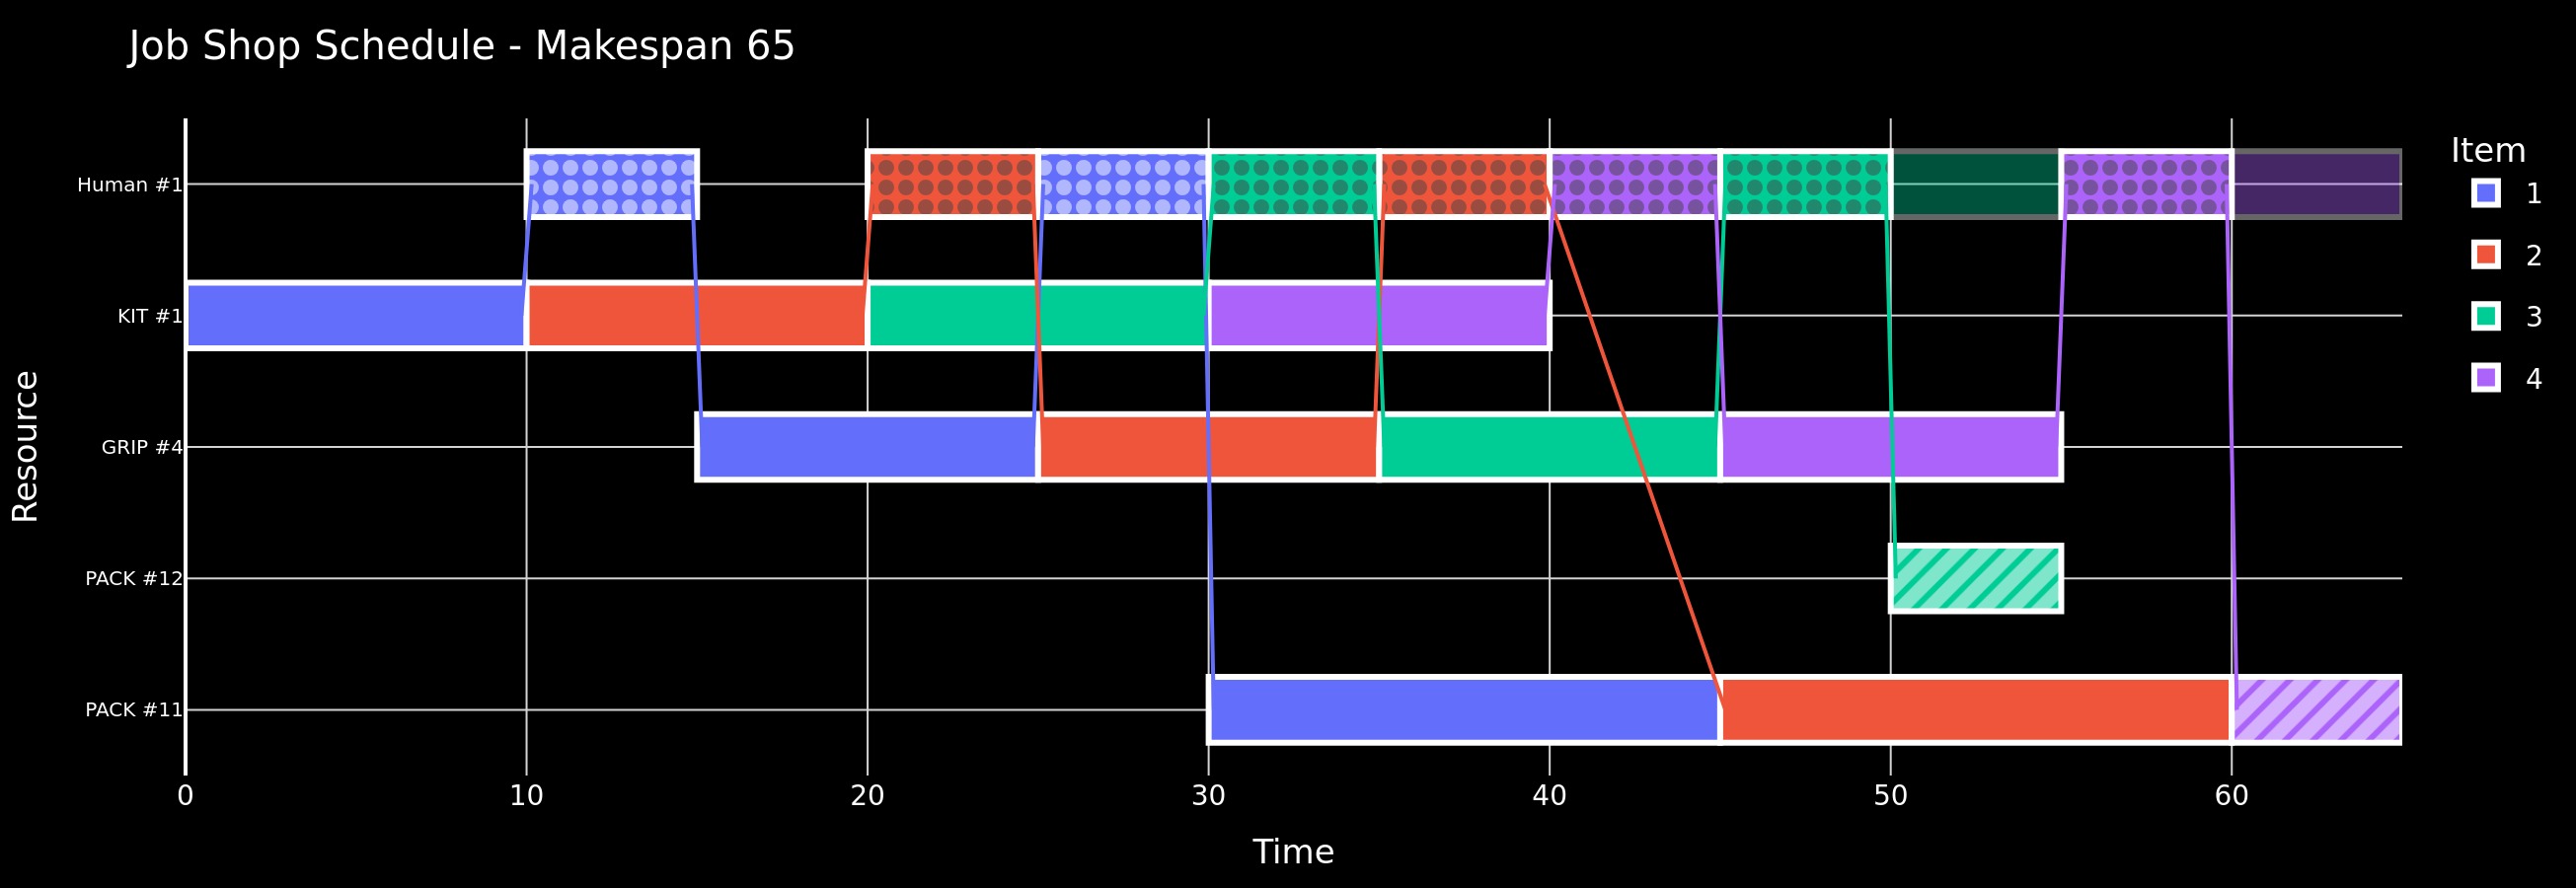 Job Shop Schedule - Makespan 65
Resource
Human #1
KIT #1
GRIP #4
PACK #12
PACK #11
0 10 20 30 40 50 60
Time
Item
1
2
3
4